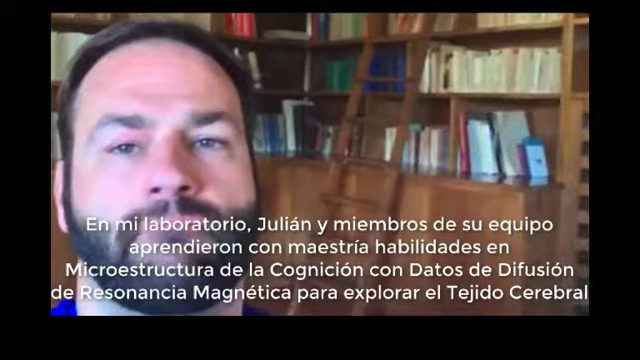 En mi laboratorio, Julián y miembros de su equipo
aprendieron con maestría habilidades en
Microestructura de la Cognición con Datos de Difusión
de Resonancia Magnética para explorar el Tejido Cerebral